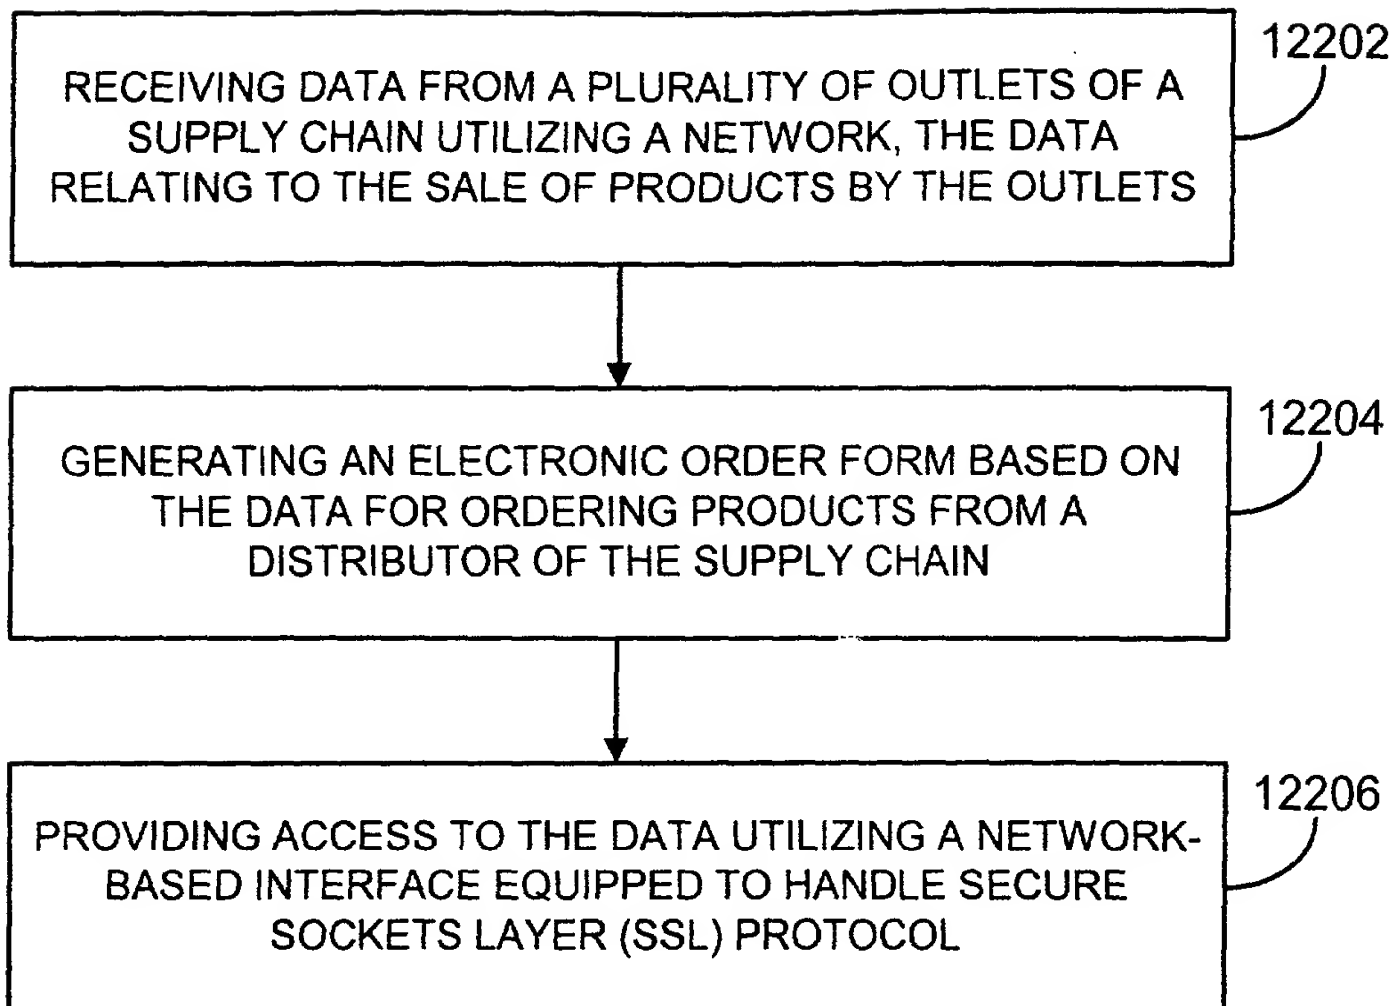 12202
RECEIVING DATA FROM A PLURALITY OF OUTLETS OF A
SUPPLY CHAIN UTILIZING A NETWORK, THE DATA
RELATING TO THE SALE OF PRODUCTS BY THE OUTLETS
12204
GENERATING AN ELECTRONIC ORDER FORM BASED ON
THE DATA FOR ORDERING PRODUCTS FROM A
DISTRIBUTOR OF THE SUPPLY CHAIN
12206
PROVIDING ACCESS TO THE DATA UTILIZING A NETWORK-
BASED INTERFACE EQUIPPED TO HANDLE SECURE
SOCKETS LAYER (SSL) PROTOCOL